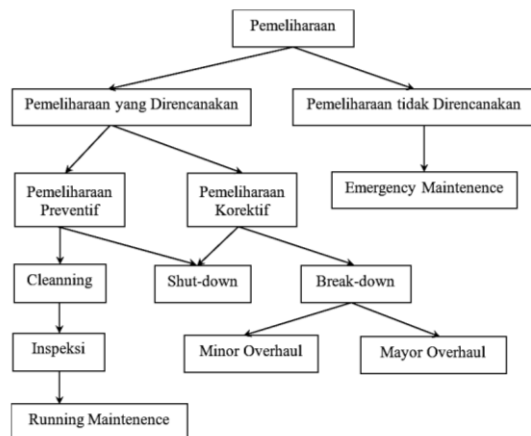 Pemeliharaan
Pemeliharaan yang Direncanakan
Pemeliharaan tidak Direncanakan
Pemeliharaan
Preventif
Pemeliharaan
Korektif
Emergency Maintenence
Cleanning
Shut-down
Break-down
Inspeksi
Minor Overhaul
Mayor Overhaul
Running Maintenence